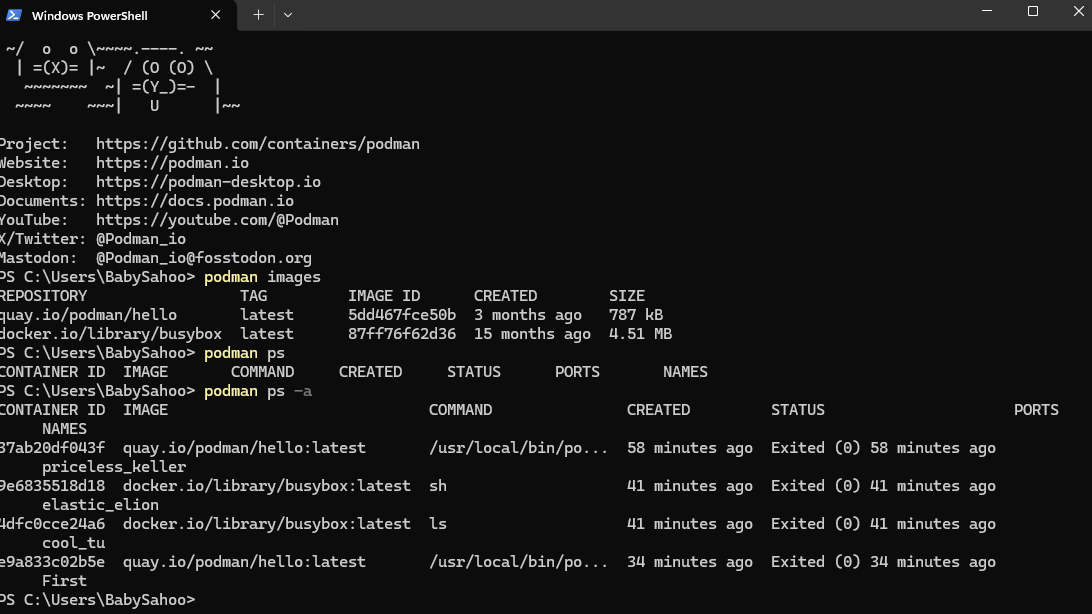 Windows PowerShell
~/  o  o \~~~~.----. ~~
 | =(X)= |~  / (O (O) \
  ~~~~~~~  ~| =(Y_)=-  |
 ~~~~    ~~~|   U      |~~
Project:   https://github.com/containers/podman
Website:   https://podman.io
Desktop:   https://podman-desktop.io
Documents: https://docs.podman.io
YouTube:   https://youtube.com/@Podman
X/Twitter: @Podman_io
Mastodon:  @Podman_io@fosstodon.org
PS C:\Users\BabySahoo> podman images
REPOSITORY                 TAG         IMAGE ID      CREATED        SIZE
quay.io/podman/hello       latest      5dd467fce50b  3 months ago   787 kB
docker.io/library/busybox  latest      87ff76f62d36  15 months ago  4.51 MB
PS C:\Users\BabySahoo> podman ps
CONTAINER ID  IMAGE       COMMAND     CREATED     STATUS      PORTS       NAMES
PS C:\Users\BabySahoo> podman ps -a
CONTAINER ID  IMAGE                             COMMAND               CREATED         STATUS                     PORTS
     NAMES
37ab20df043f  quay.io/podman/hello:latest       /usr/local/bin/po...  58 minutes ago  Exited (0) 58 minutes ago
     priceless_keller
9e6835518d18  docker.io/library/busybox:latest  sh                    41 minutes ago  Exited (0) 41 minutes ago
     elastic_elion
4dfc0cce24a6  docker.io/library/busybox:latest  ls                    41 minutes ago  Exited (0) 41 minutes ago
     cool_tu
e9a833c02b5e  quay.io/podman/hello:latest       /usr/local/bin/po...  34 minutes ago  Exited (0) 34 minutes ago
     First
PS C:\Users\BabySahoo>